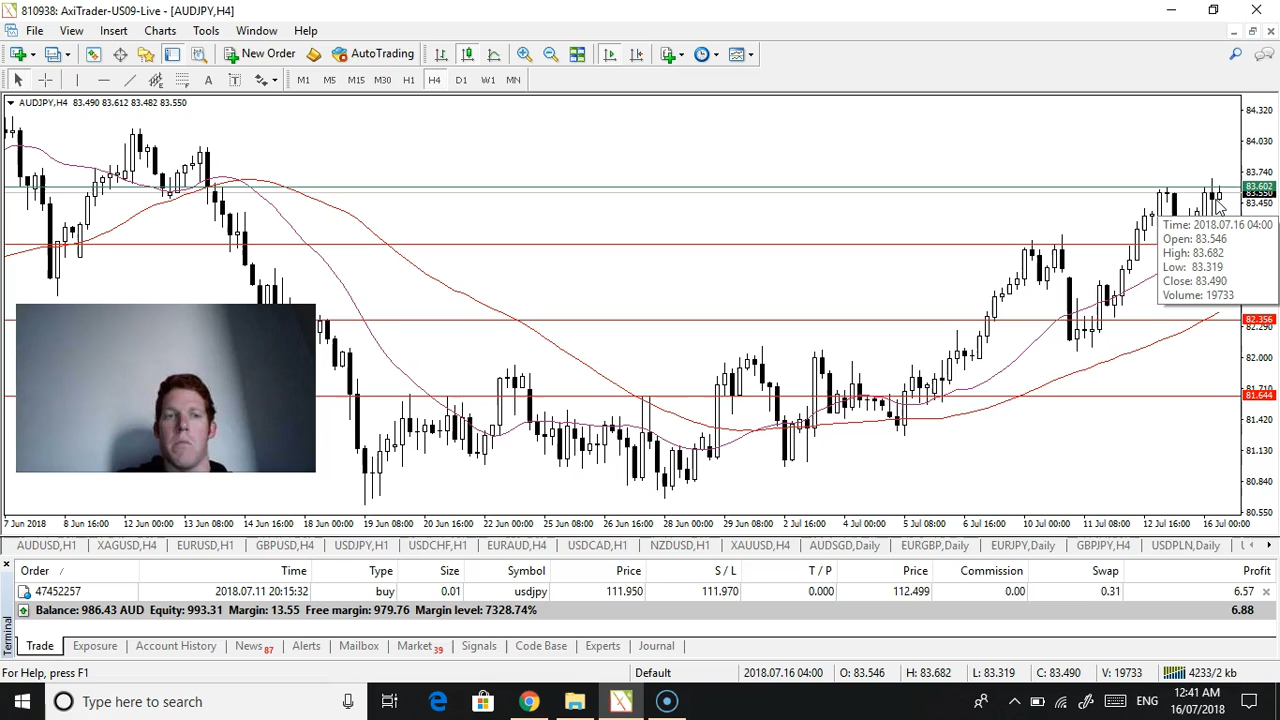 810938: AxiTrader-US09-Live - [AUDJPY,H4]
File View Insert Charts Tools Window Help
New Order AutoTrading
A T M1 M5 M15 M30 H1 H4 D1 W1 MN
AUDJPY,H4 83.490 83.612 83.482 83.550
84.320
84.030
83.740
83.602
83.550
83.450
Time: 2018.07.16 04:00
Open: 83.546
High: 83.682
Low: 83.319
Close: 83.490
Volume: 19733
82.356
82.290
82.000
81.710
81.644
81.420
81.130
80.840
80.550
7 Jun 2018 8 Jun 16:00 12 Jun 00:00 13 Jun 08:00 14 Jun 16:00 18 Jun 00:00 19 Jun 08:00 20 Jun 16:00 22 Jun 00:00 25 Jun 08:00 26 Jun 16:00 28 Jun 00:00 29 Jun 08:00 2 Jul 16:00 4 Jul 00:00 5 Jul 08:00 6 Jul 16:00 10 Jul 00:00 11 Jul 08:00 12 Jul 16:00 16 Jul 00:00
AUDUSD,H1 XAGUSD,H4 EURUSD,H1 GBPUSD,H4 USDJPY,H1 USDCHF,H1 EURAUD,H4 USDCAD,H1 NZDUSD,H1 XAUUSD,H4 AUDSGD,Daily EURGBP,Daily EURJPY,Daily GBPJPY,H4 USDPLN,Daily
Order / Time Type Size Symbol Price S / L T / P Price Commission Swap Profit
47452257 2018.07.11 20:15:32 buy 0.01 usdjpy 111.950 111.970 0.000 112.499 0.00 0.31 6.57
Balance: 986.43 AUD Equity: 993.31 Margin: 13.55 Free margin: 979.76 Margin level: 7328.74% 6.88
Terminal
Trade Exposure Account History News 87 Alerts Mailbox Market 39 Signals Code Base Experts Journal
For Help, press F1 Default 2018.07.16 04:00 O: 83.546 H: 83.682 L: 83.319 C: 83.490 V: 19733 4233/2 kb
Type here to search ENG 12:41 AM
16/07/2018